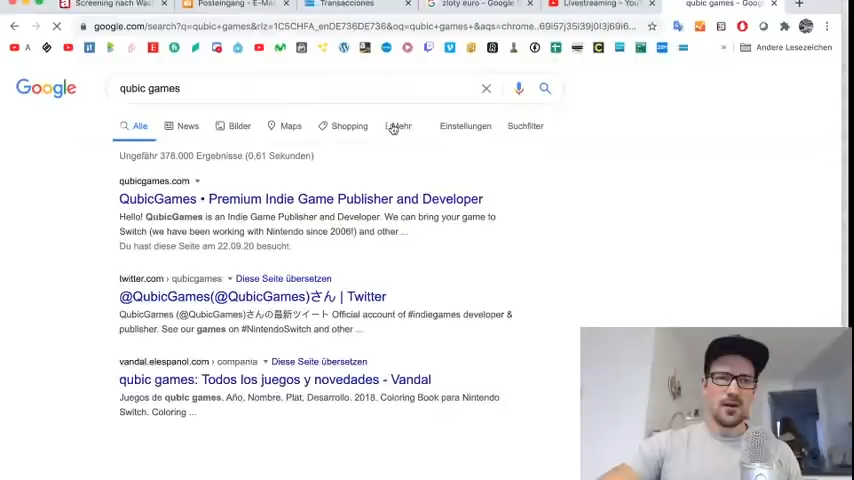 Screening nach Wac
Posteingang - E-Ma
Transacciones
zloty euro - Google
Livestreaming - You
qubic games - Goog
google.com/search?q=qubic+games&rlz=1C5CHFA_enDE736DE736&oq=qubic+games+&aqs=chrome..69i57j35i39j0l3j69i6...
Andere Lesezeichen
Google
qubic games
Alle
News
Bilder
Maps
Shopping
Mehr
Einstellungen
Suchfilter
Ungefähr 378.000 Ergebnisse (0,61 Sekunden)
qubicgames.com
QubicGames • Premium Indie Game Publisher and Developer
Hello! QubicGames is an Indie Game Publisher and Developer. We can bring your game to
Switch (we have been working with Nintendo since 2006!) and other ...
Du hast diese Seite am 22.09.20 besucht.
twitter.com › qubicgames Diese Seite übersetzen
@QubicGames(@QubicGames)さん | Twitter
QubicGames (@QubicGames)さんの最新ツイート Official account of #indiegames developer &
publisher. See our games on #NintendoSwitch and other ...
vandal.elespanol.com › compania Diese Seite übersetzen
qubic games: Todos los juegos y novedades - Vandal
Juegos de qubic games. Año, Nombre. Plat, Desarrollo. 2018. Coloring Book para Nintendo
Switch. Coloring ...